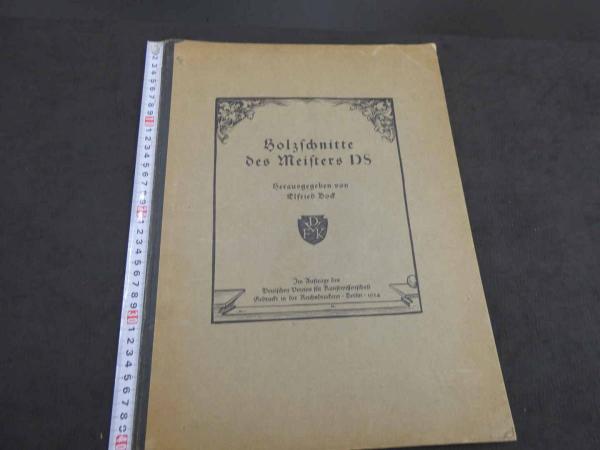 Holzschnitte
des Meisters DS
Herausgegeben von
Elfried Bock
D
F K
Im Auftrage des
Deutschen Vereins für Kunstwissenschaft
Gedruckt in der Reichsdruckerei · Berlin · 1924